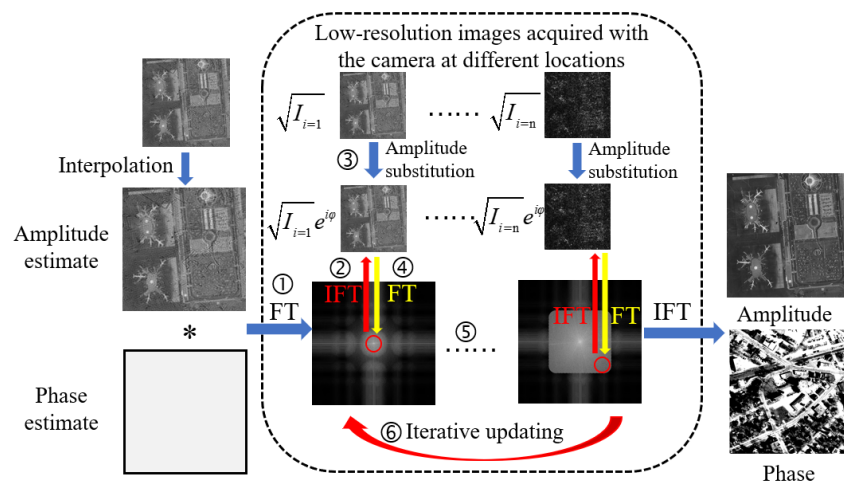 Low-resolution images acquired with
the camera at different locations
√I_{i=1} ⋯⋯ √I_{i=n}
Interpolation
③
Amplitude
substitution
Amplitude
substitution
√I_{i=1} e^{iφ} ⋯⋯ √I_{i=n} e^{iφ}
Amplitude
estimate
①
FT
②
IFT
④
FT
⑤
⋯⋯
IFT
FT
IFT
Amplitude
*
Phase
estimate
⑥ Iterative updating
Phase